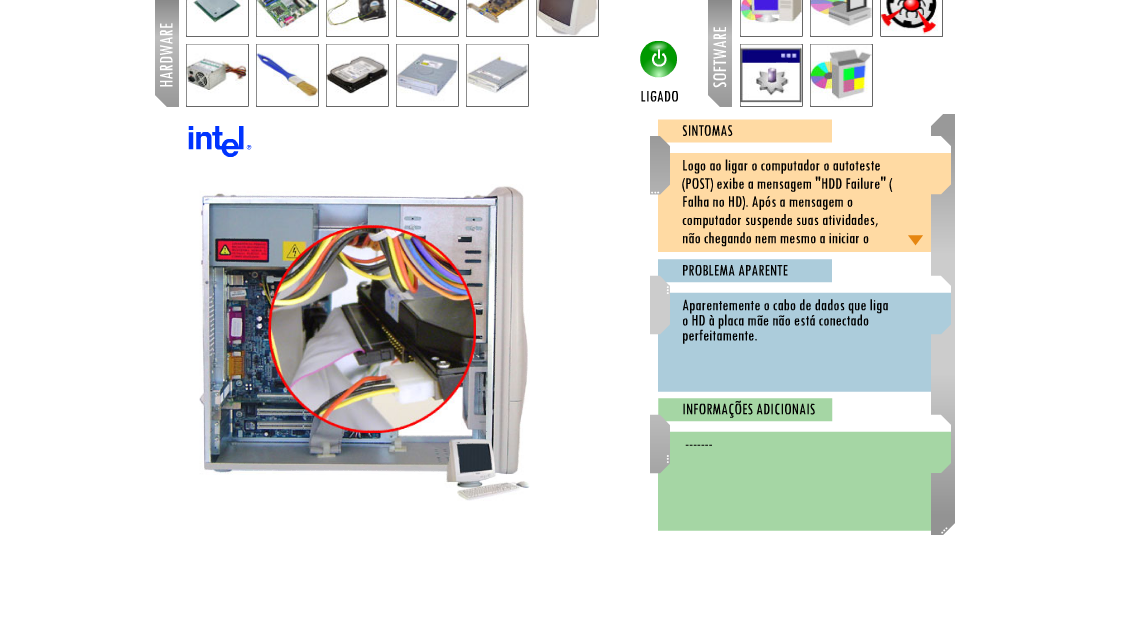 HARDWARE
SOFTWARE
LIGADO
intel
SINTOMAS
Logo ao ligar o computador o autoteste
(POST) exibe a mensagem "HDD Failure" (
Falha no HD). Após a mensagem o
computador suspende suas atividades,
não chegando nem mesmo a iniciar o
PROBLEMA APARENTE
Aparentemente o cabo de dados que liga
o HD à placa mãe não está conectado
perfeitamente.
INFORMAÇÕES ADICIONAIS
-------